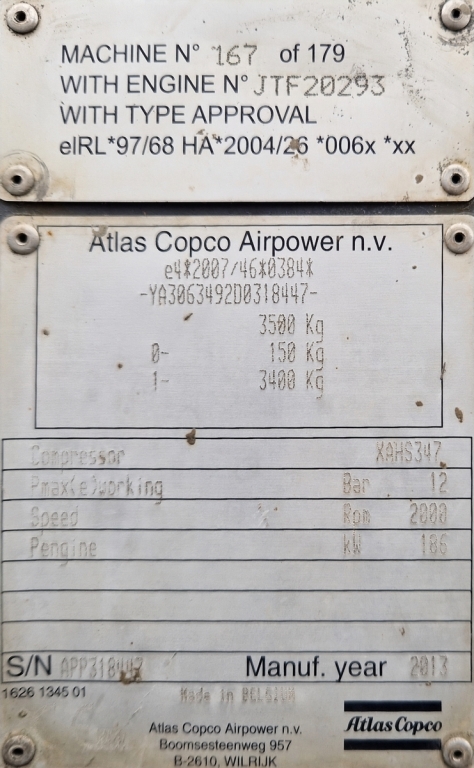 MACHINE N° 167 of 179
WITH ENGINE N° JTF20293
WITH TYPE APPROVAL
eIRL*97/68 HA*2004/26 *006x *xx
Atlas Copco Airpower n.v.
e4*2007/46*0384*
-YA3063492D0318447-
3500 Kg
0- 150 Kg
1- 3400 Kg
Compressor XAHS347
Pmax(e)working Bar 12
Speed Rpm 2000
Pengine kW 186
S/N APP318447 Manuf. year 2013
1626 1345 01 Made in BELGIUM
Atlas Copco
Atlas Copco Airpower n.v.
Boomsesteenweg 957
B-2610, WILRIJK